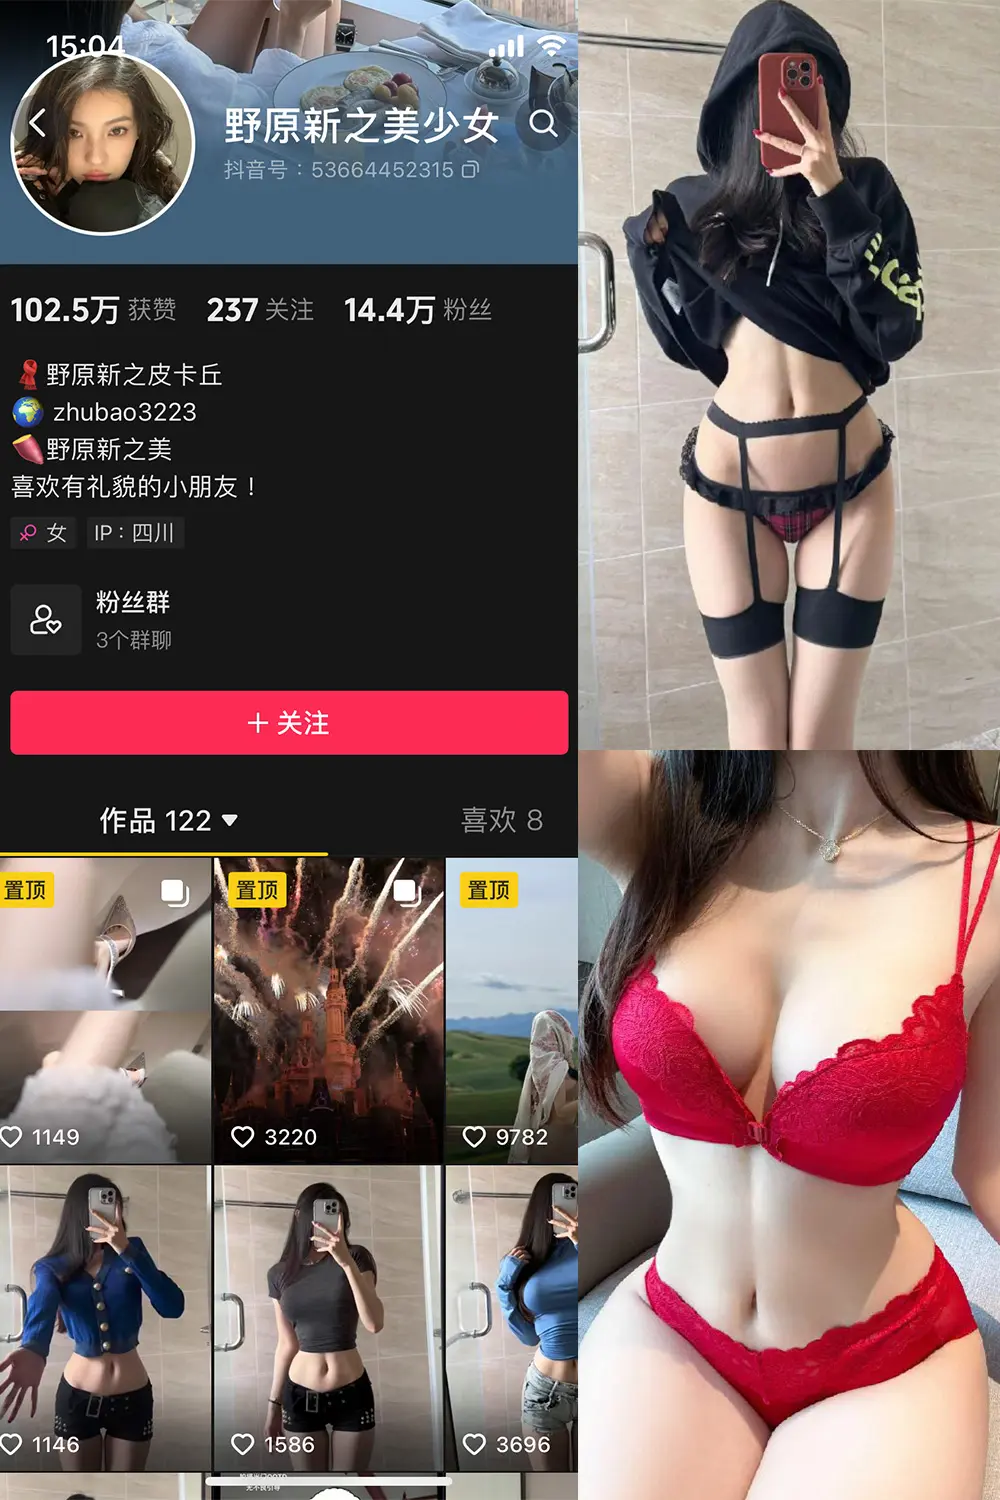 15:04
野原新之美少女
抖音号：53664452315
102.5万 获赞 237 关注 14.4万 粉丝
野原新之皮卡丘
zhubao3223
野原新之美
喜欢有礼貌的小朋友！
女 IP：四川
粉丝群
3个群聊
＋关注
作品 122 喜欢 8
置顶 置顶 置顶
1149 3220 9782
1146 1586 3696